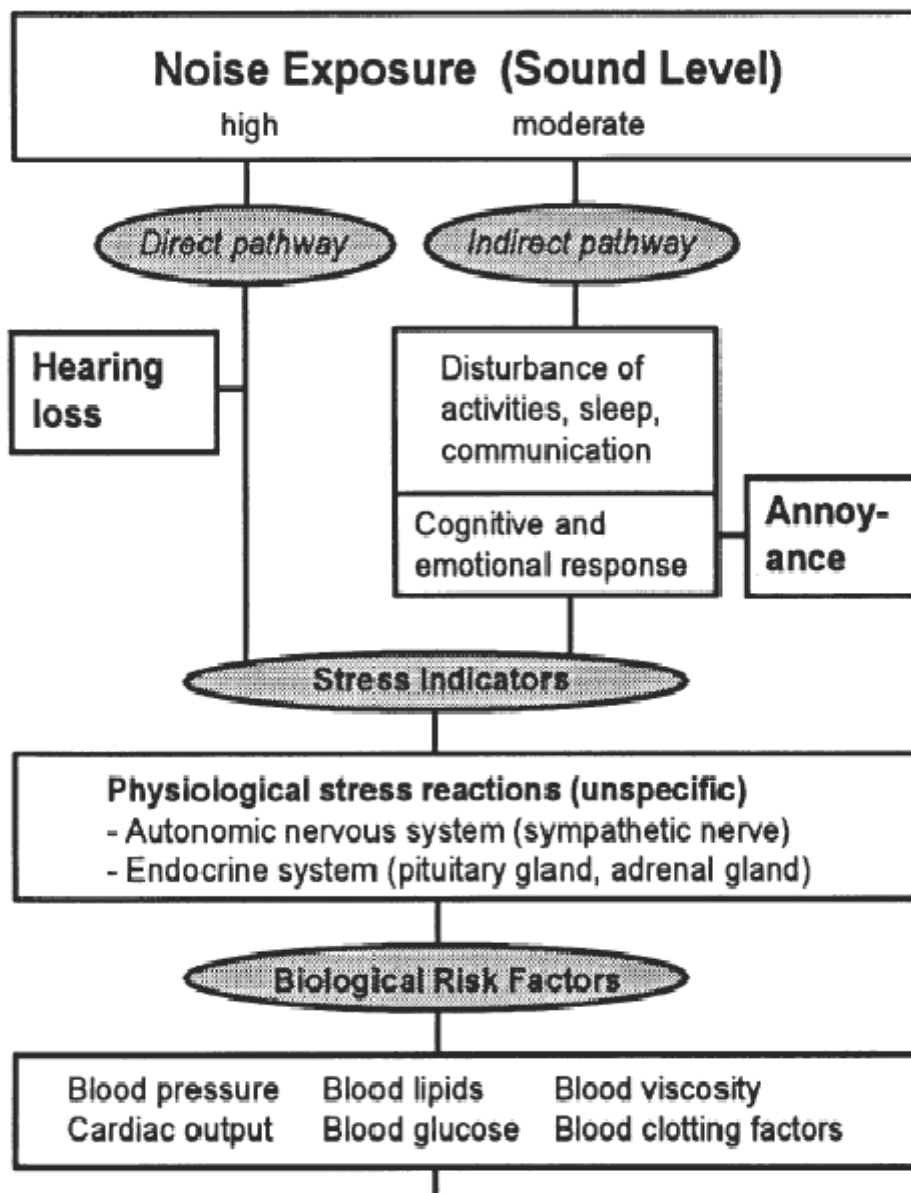 Noise Exposure (Sound Level)
high moderate
Direct pathway Indirect pathway
Hearing
loss
Disturbance of
activities, sleep,
communication
Cognitive and
emotional response
Annoy-
ance
Stress Indicators
Physiological stress reactions (unspecific)
- Autonomic nervous system (sympathetic nerve)
- Endocrine system (pituitary gland, adrenal gland)
Biological Risk Factors
Blood pressure Blood lipids Blood viscosity
Cardiac output Blood glucose Blood clotting factors